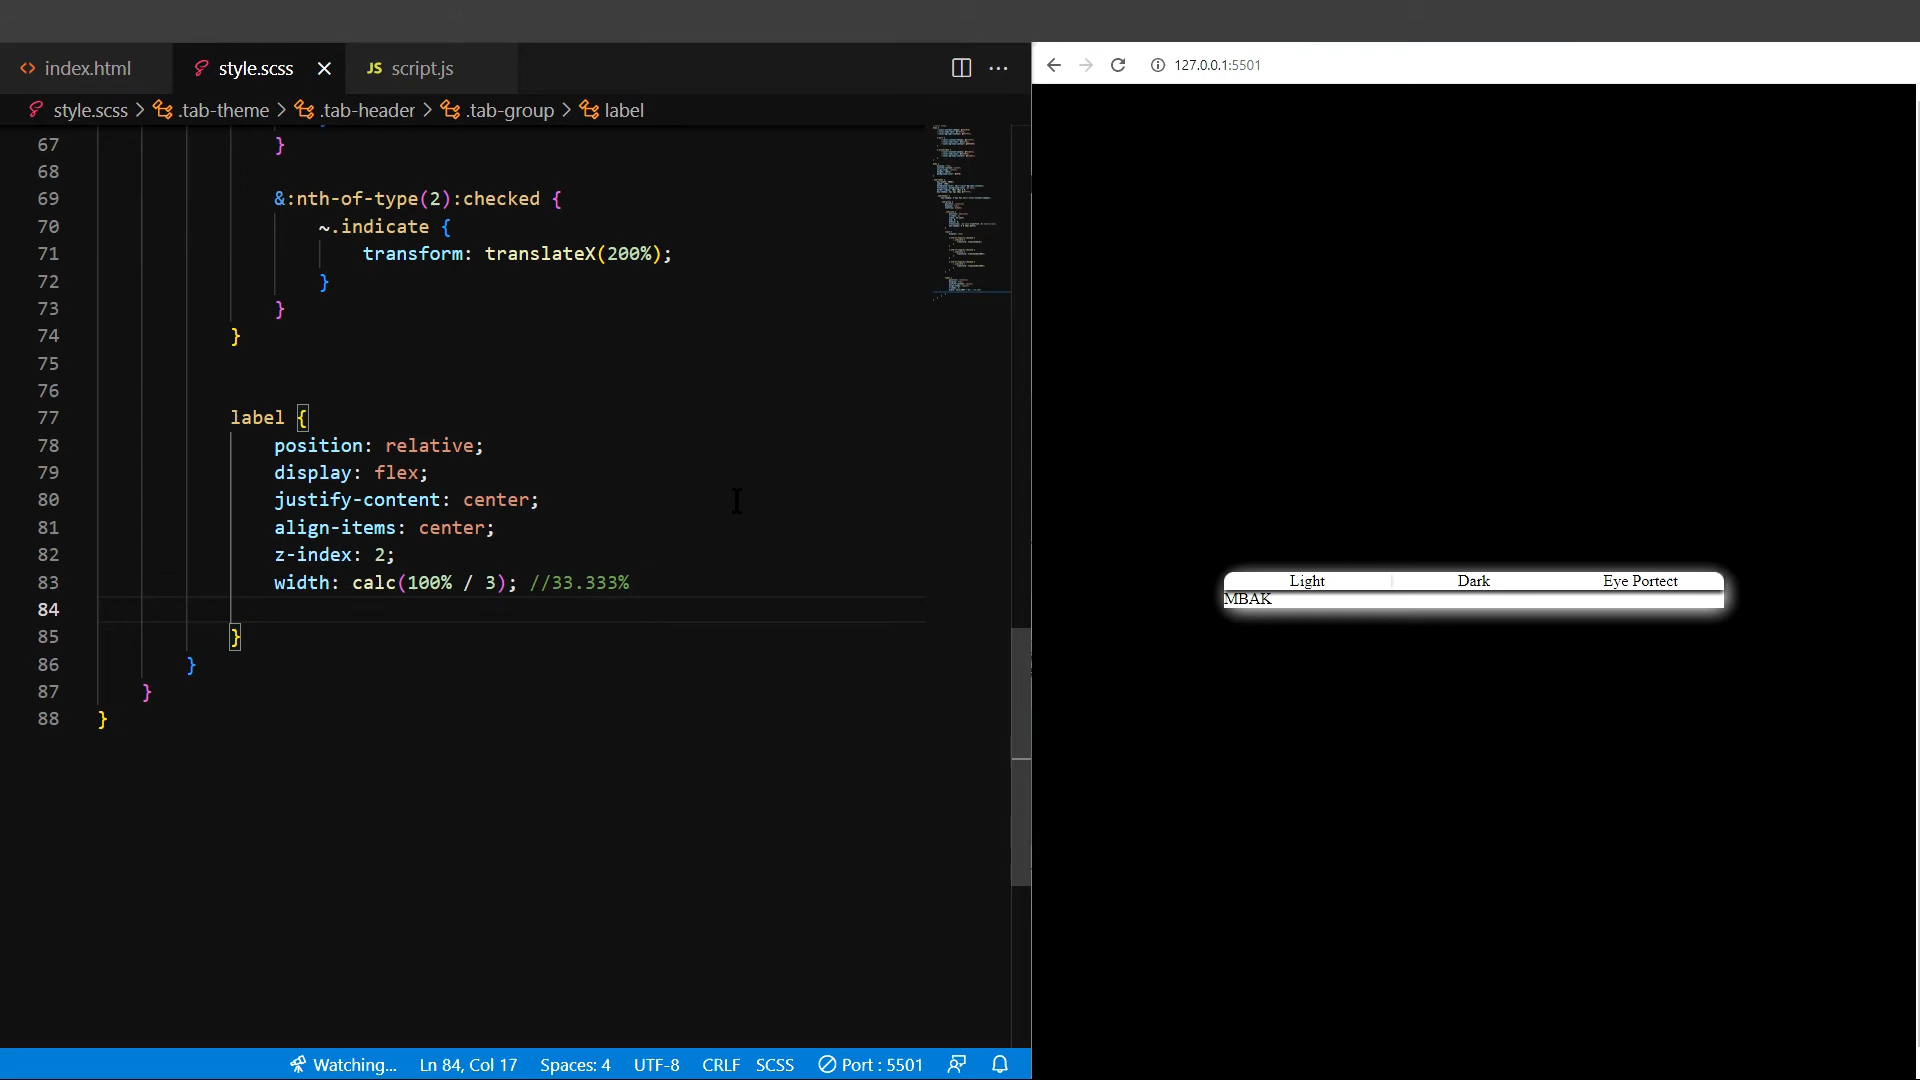 index.html style.scss JS script.js
127.0.0.1:5501
style.scss > .tab-theme > .tab-header > .tab-group > label
67 }
68
69 &:nth-of-type(2):checked {
70 ~.indicate {
71 transform: translateX(200%);
72 }
73 }
74 }
75
76
77 label {
78 position: relative;
79 display: flex;
80 justify-content: center;
81 align-items: center;
82 z-index: 2;
83 width: calc(100% / 3); //33.333%
84
85 }
86 }
87 }
88 }
Light Dark Eye Portect
MBAK
Watching... Ln 84, Col 17 Spaces: 4 UTF-8 CRLF SCSS Port : 5501